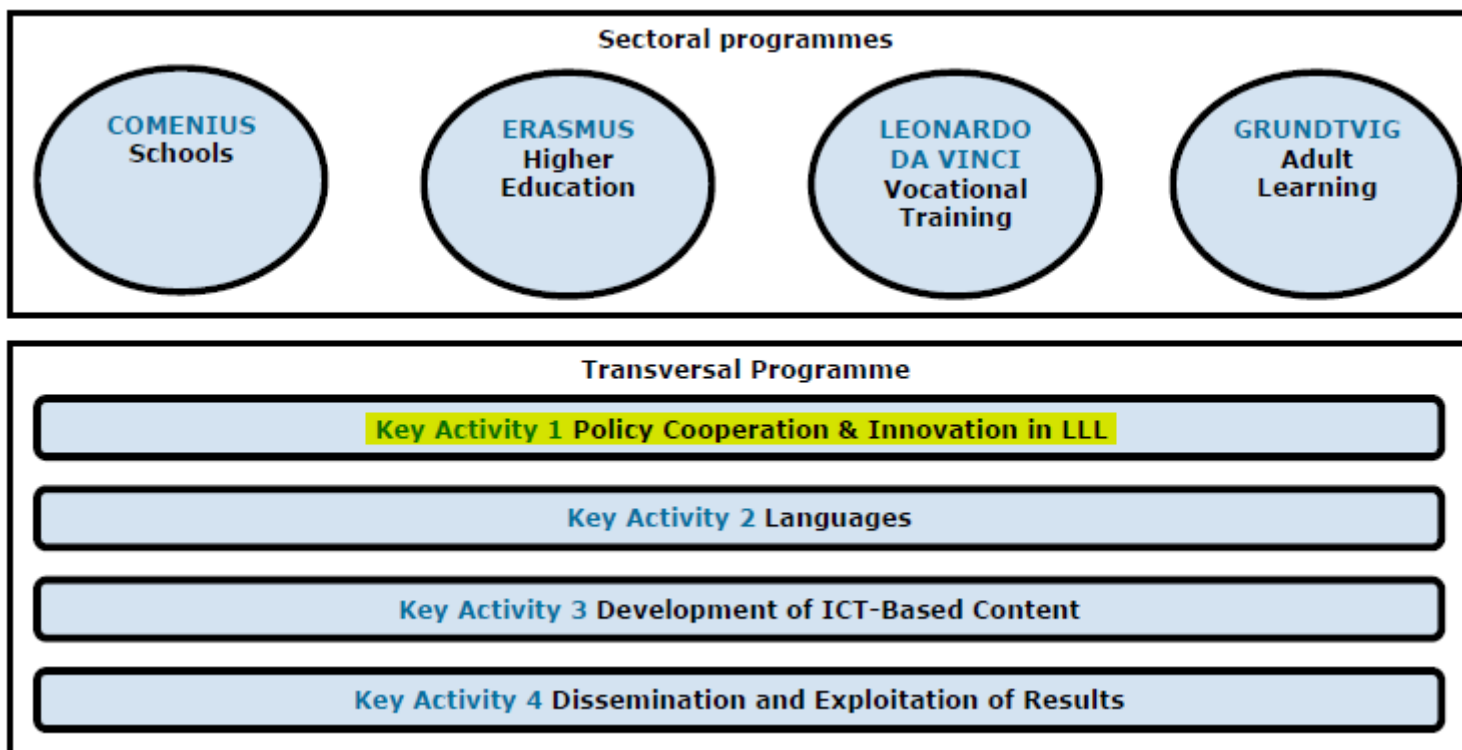 Sectoral programmes
COMENIUS
Schools
ERASMUS
Higher
Education
LEONARDO
DA VINCI
Vocational
Training
GRUNDTVIG
Adult
Learning
Transversal Programme
Key Activity 1 Policy Cooperation & Innovation in LLL
Key Activity 2 Languages
Key Activity 3 Development of ICT-Based Content
Key Activity 4 Dissemination and Exploitation of Results